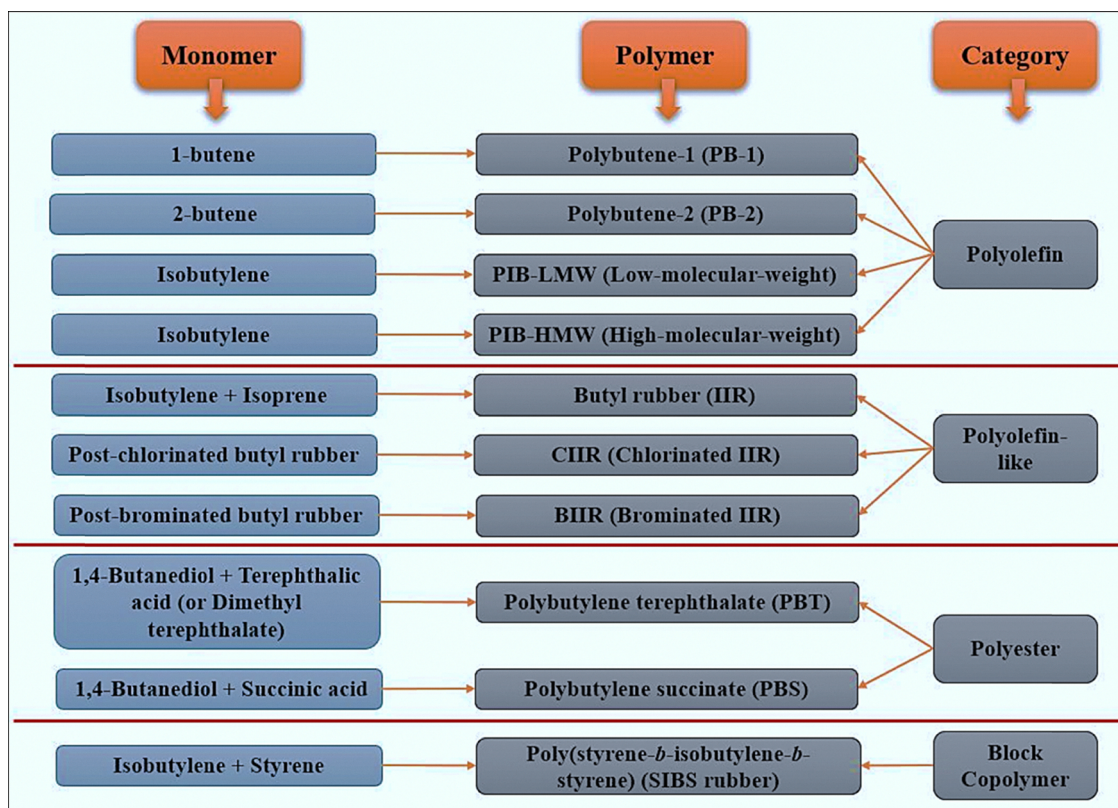 Monomer
Polymer
Category
1-butene
Polybutene-1 (PB-1)
2-butene
Polybutene-2 (PB-2)
Polyolefin
Isobutylene
PIB-LMW (Low-molecular-weight)
Isobutylene
PIB-HMW (High-molecular-weight)
Isobutylene + Isoprene
Butyl rubber (IIR)
Post-chlorinated butyl rubber
CIIR (Chlorinated IIR)
Polyolefin-
like
Post-brominated butyl rubber
BIIR (Brominated IIR)
1,4-Butanediol + Terephthalic
acid (or Dimethyl
terephthalate)
Polybutylene terephthalate (PBT)
Polyester
1,4-Butanediol + Succinic acid
Polybutylene succinate (PBS)
Isobutylene + Styrene
Poly(styrene-b-isobutylene-b-
styrene) (SIBS rubber)
Block
Copolymer